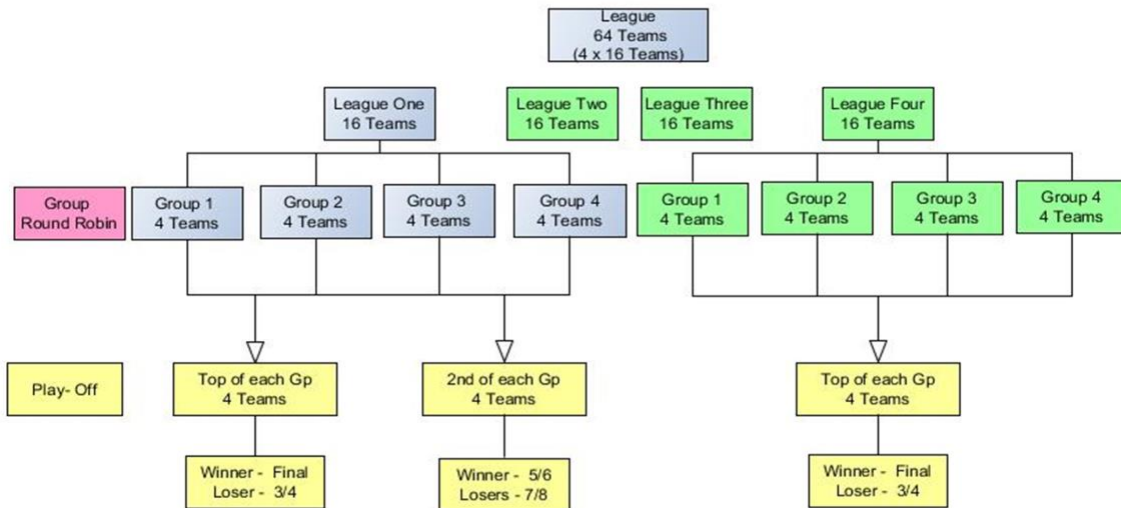 League
64 Teams
(4 x 16 Teams)
League One
16 Teams
League Two
16 Teams
League Three
16 Teams
League Four
16 Teams
Group
Round Robin
Group 1
4 Teams
Group 2
4 Teams
Group 3
4 Teams
Group 4
4 Teams
Group 1
4 Teams
Group 2
4 Teams
Group 3
4 Teams
Group 4
4 Teams
Play- Off
Top of each Gp
4 Teams
2nd of each Gp
4 Teams
Top of each Gp
4 Teams
Winner - Final
Loser - 3/4
Winner - 5/6
Losers - 7/8
Winner - Final
Loser - 3/4